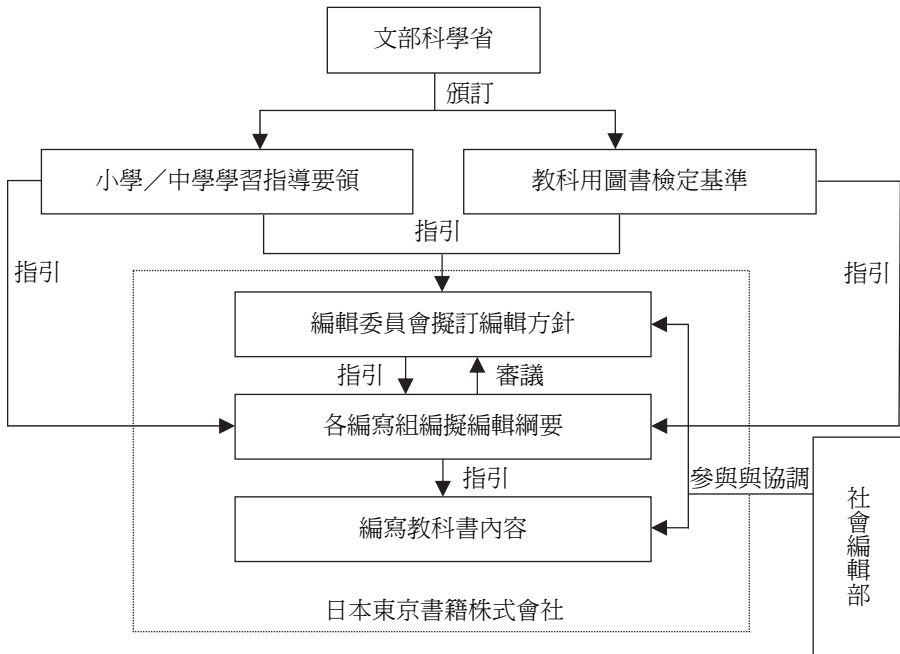 文部科學省
頒訂
小學／中學學習指導要領
教科用圖書檢定基準
指引
指引
指引
編輯委員會擬訂編輯方針
指引
審議
各編寫組編擬編輯綱要
指引
參與與協調
編寫教科書內容
社會編輯部
日本東京書籍株式會社